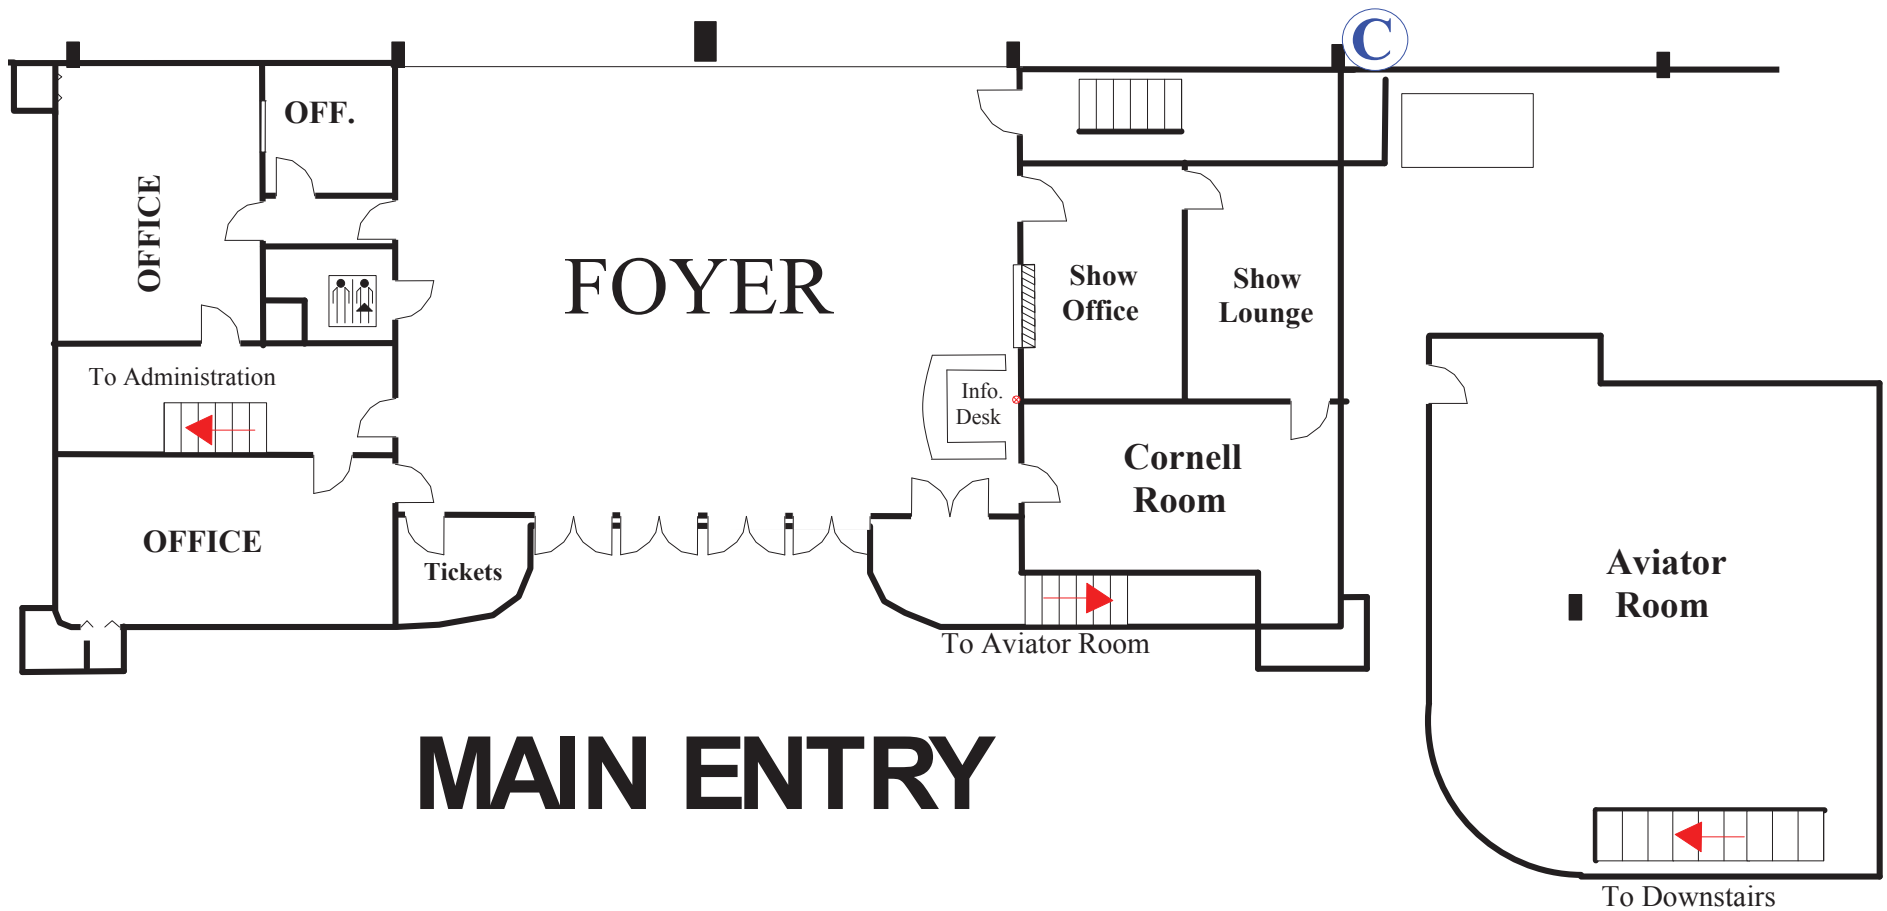 C
OFF.
OFFICE
FOYER
Show
Office
Show
Lounge
To Administration
Info.
Desk
Cornell
Room
OFFICE
Tickets
Aviator
Room
To Aviator Room
MAIN ENTRY
To Downstairs